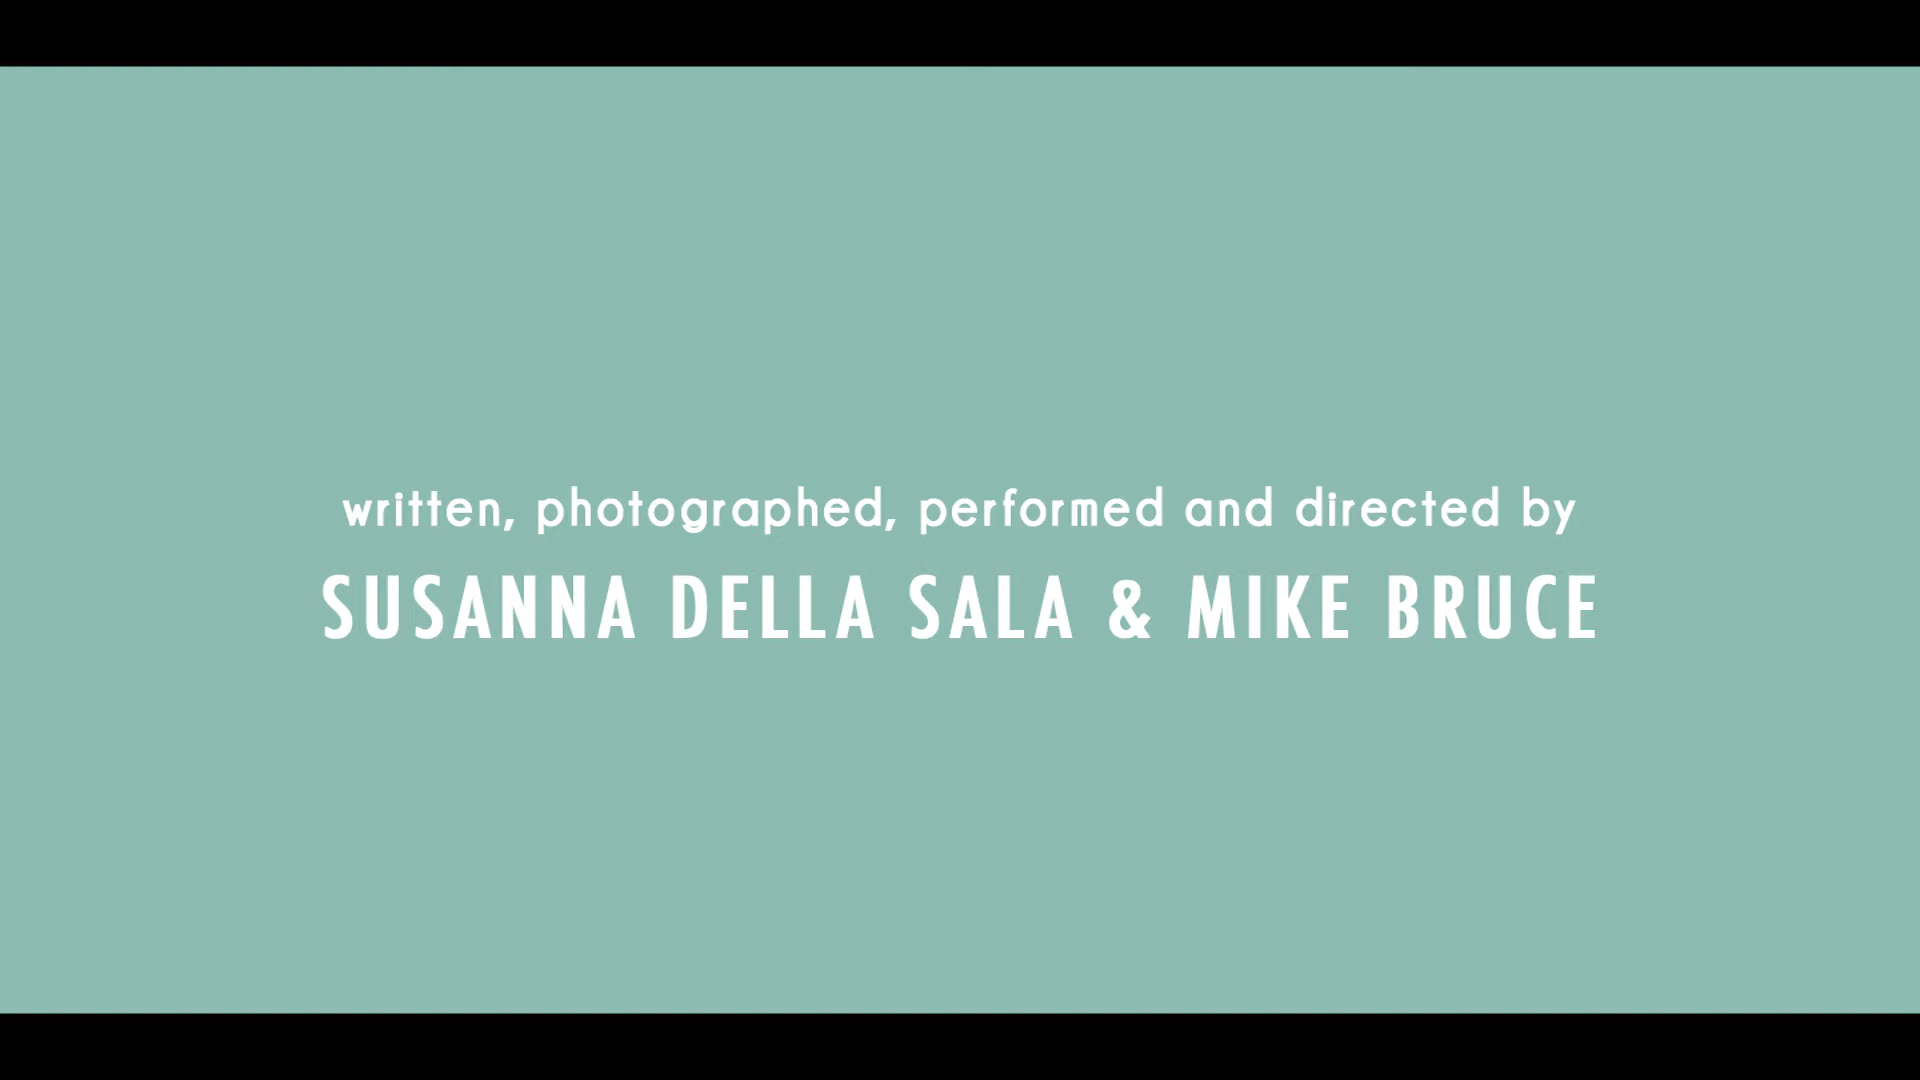 written, photographed, performed and directed by
SUSANNA DELLA SALA & MIKE BRUCE